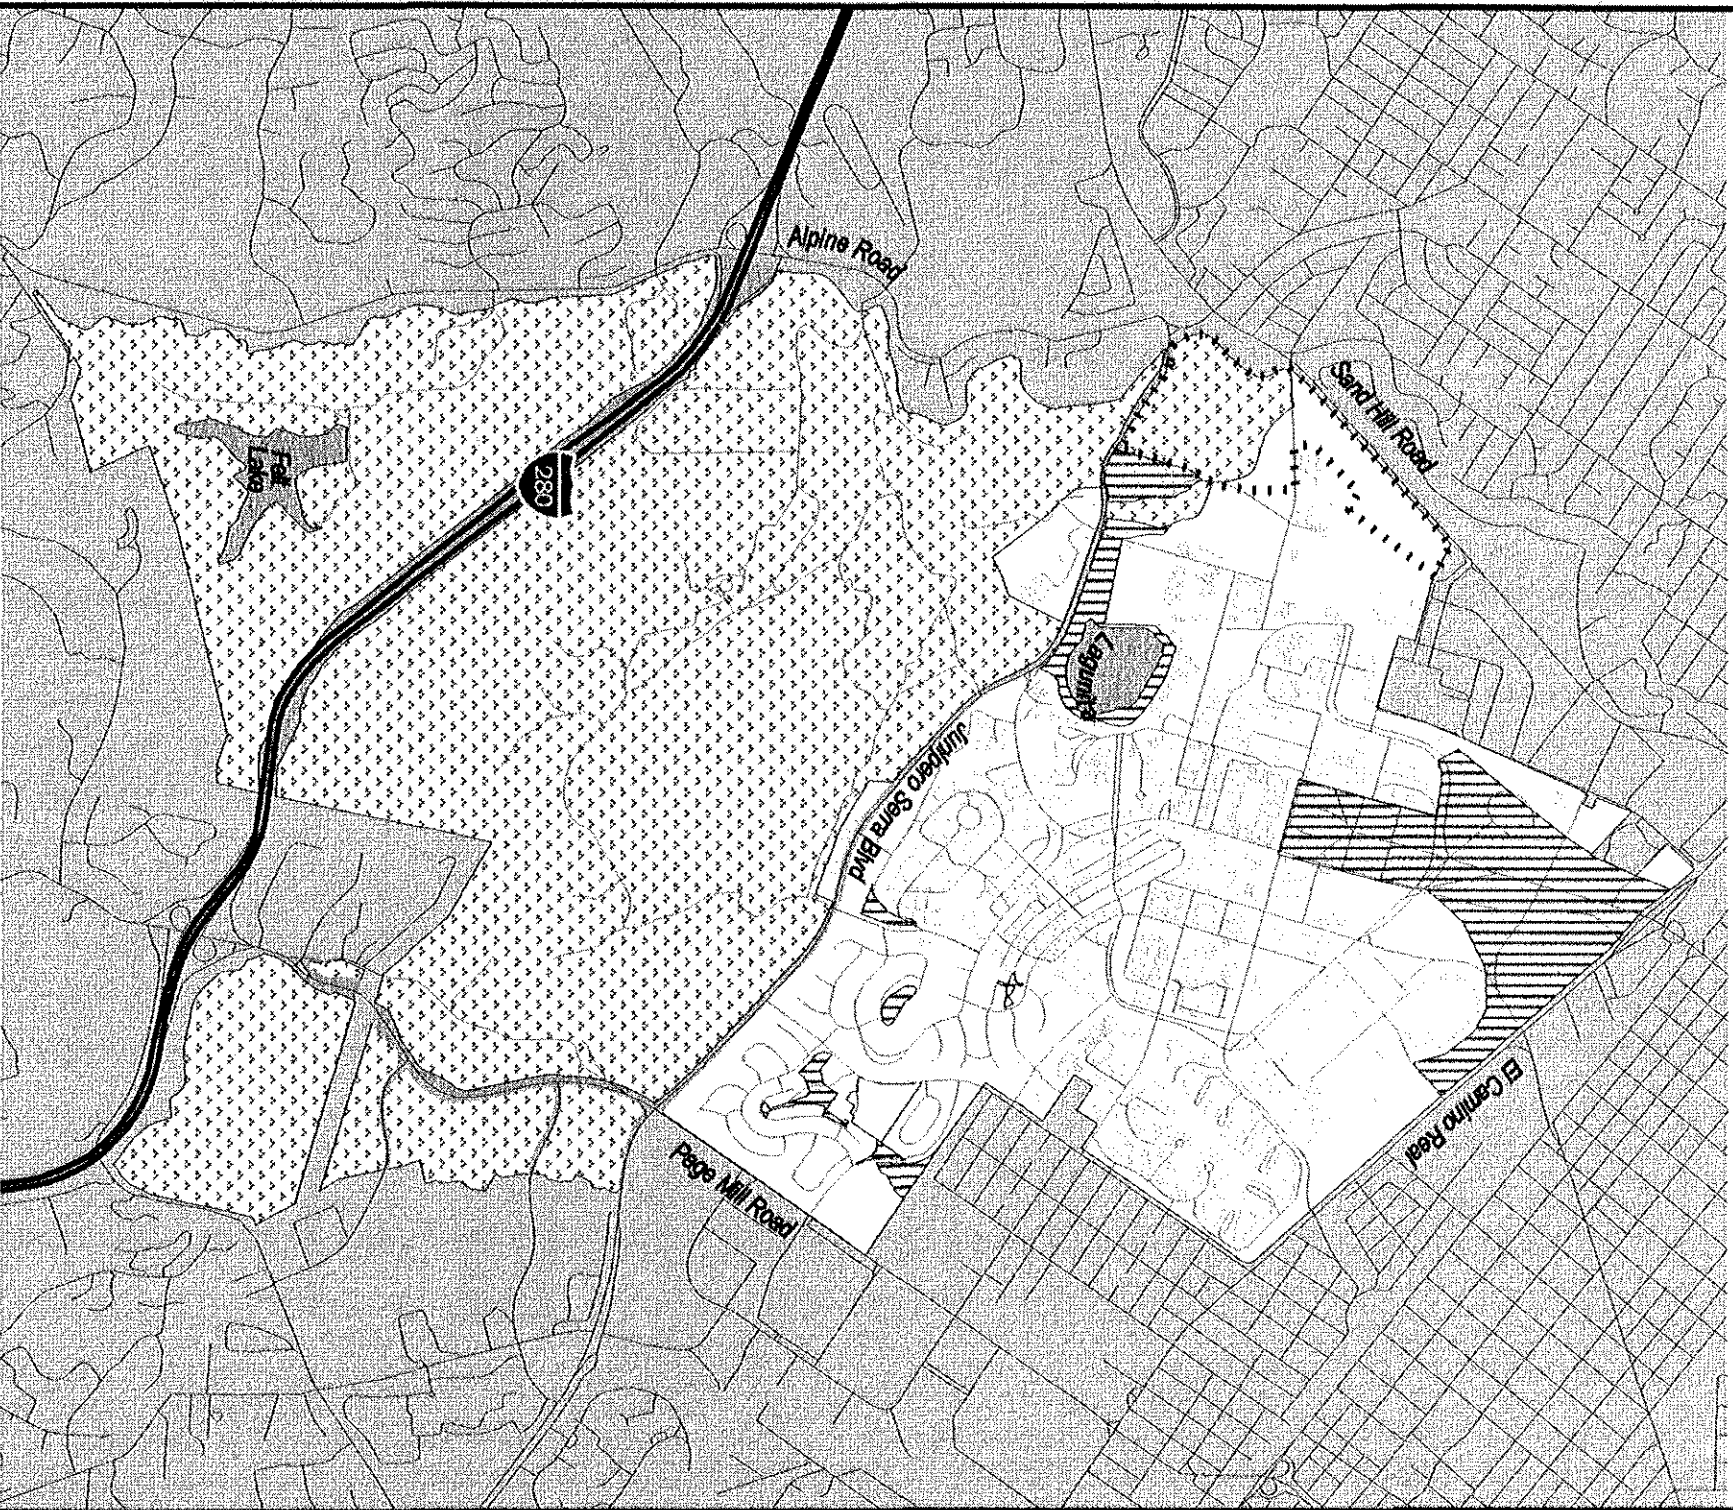 Alpine Road
Sand Hill Road
Felt
Lake
280
Lagunita
Junipero Serra Blvd
El Camino Real
Page Mill Road